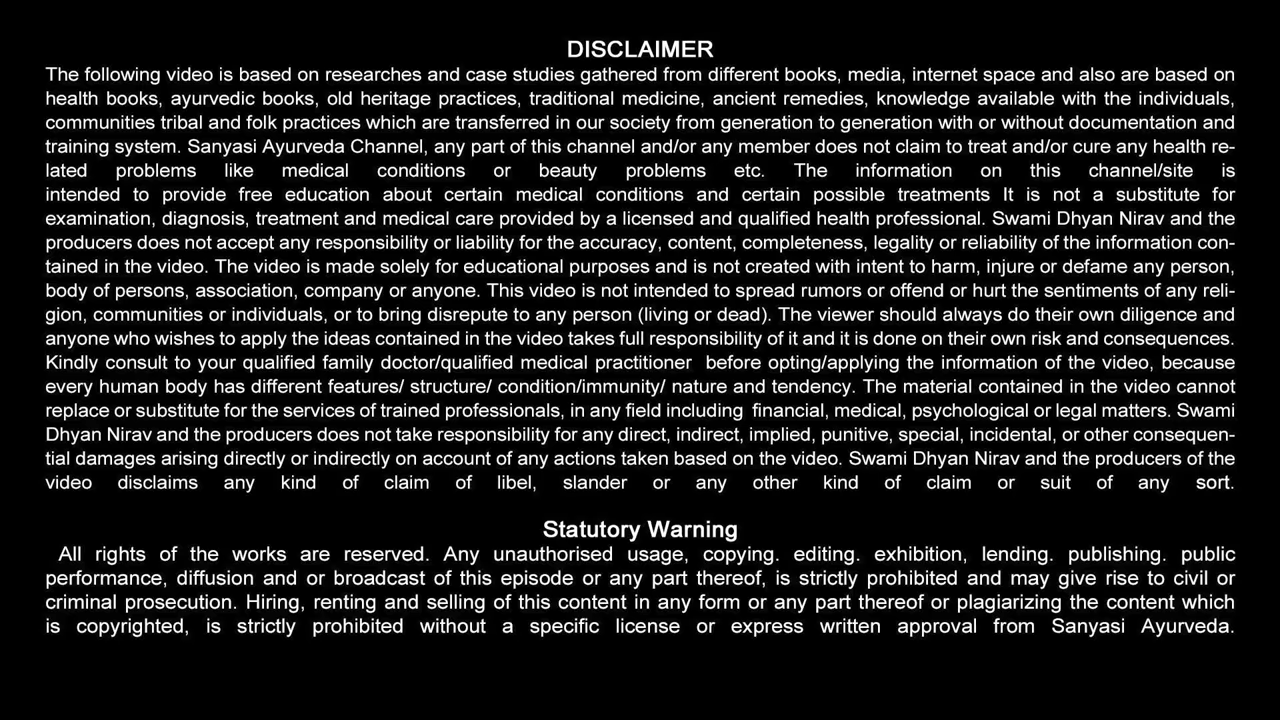 DISCLAIMER
The following video is based on researches and case studies gathered from different books, media, internet space and also are based on
health books, ayurvedic books, old heritage practices, traditional medicine, ancient remedies, knowledge available with the individuals,
communities tribal and folk practices which are transferred in our society from generation to generation with or without documentation and
training system. Sanyasi Ayurveda Channel, any part of this channel and/or any member does not claim to treat and/or cure any health re-
lated problems like medical conditions or beauty problems etc. The information on this channel/site is
intended to provide free education about certain medical conditions and certain possible treatments It is not a substitute for
examination, diagnosis, treatment and medical care provided by a licensed and qualified health professional. Swami Dhyan Nirav and the
producers does not accept any responsibility or liability for the accuracy, content, completeness, legality or reliability of the information con-
tained in the video. The video is made solely for educational purposes and is not created with intent to harm, injure or defame any person,
body of persons, association, company or anyone. This video is not intended to spread rumors or offend or hurt the sentiments of any reli-
gion, communities or individuals, or to bring disrepute to any person (living or dead). The viewer should always do their own diligence and
anyone who wishes to apply the ideas contained in the video takes full responsibility of it and it is done on their own risk and consequences.
Kindly consult to your qualified family doctor/qualified medical practitioner before opting/applying the information of the video, because
every human body has different features/ structure/ condition/immunity/ nature and tendency. The material contained in the video cannot
replace or substitute for the services of trained professionals, in any field including financial, medical, psychological or legal matters. Swami
Dhyan Nirav and the producers does not take responsibility for any direct, indirect, implied, punitive, special, incidental, or other consequen-
tial damages arising directly or indirectly on account of any actions taken based on the video. Swami Dhyan Nirav and the producers of the
video disclaims any kind of claim of libel, slander or any other kind of claim or suit of any sort.
Statutory Warning
All rights of the works are reserved. Any unauthorised usage, copying. editing. exhibition, lending. publishing. public
performance, diffusion and or broadcast of this episode or any part thereof, is strictly prohibited and may give rise to civil or
criminal prosecution. Hiring, renting and selling of this content in any form or any part thereof or plagiarizing the content which
is copyrighted, is strictly prohibited without a specific license or express written approval from Sanyasi Ayurveda.